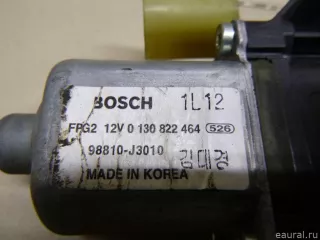 BOSCH 1L12
FPG2 12V 0 130 822 464 526
98810-J3010 김대경
MADE IN KOREA
eaural.ru